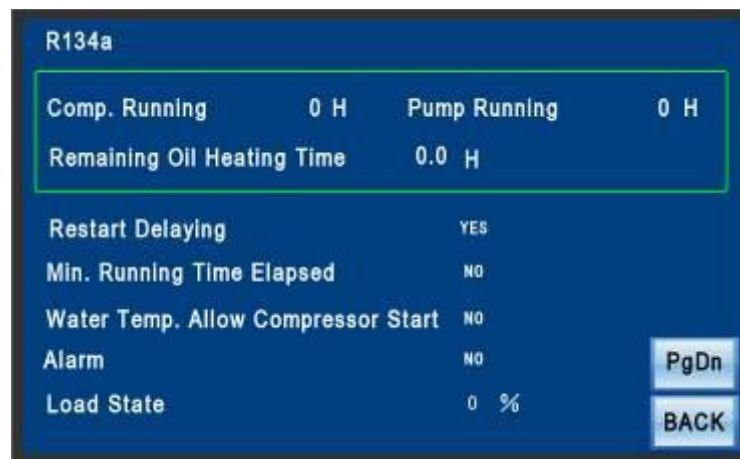 R134a
Comp. Running 0 H Pump Running 0 H
Remaining Oil Heating Time 0.0 H
Restart Delaying YES
Min. Running Time Elapsed NO
Water Temp. Allow Compressor Start NO
Alarm NO
PgDn
Load State 0 %
BACK